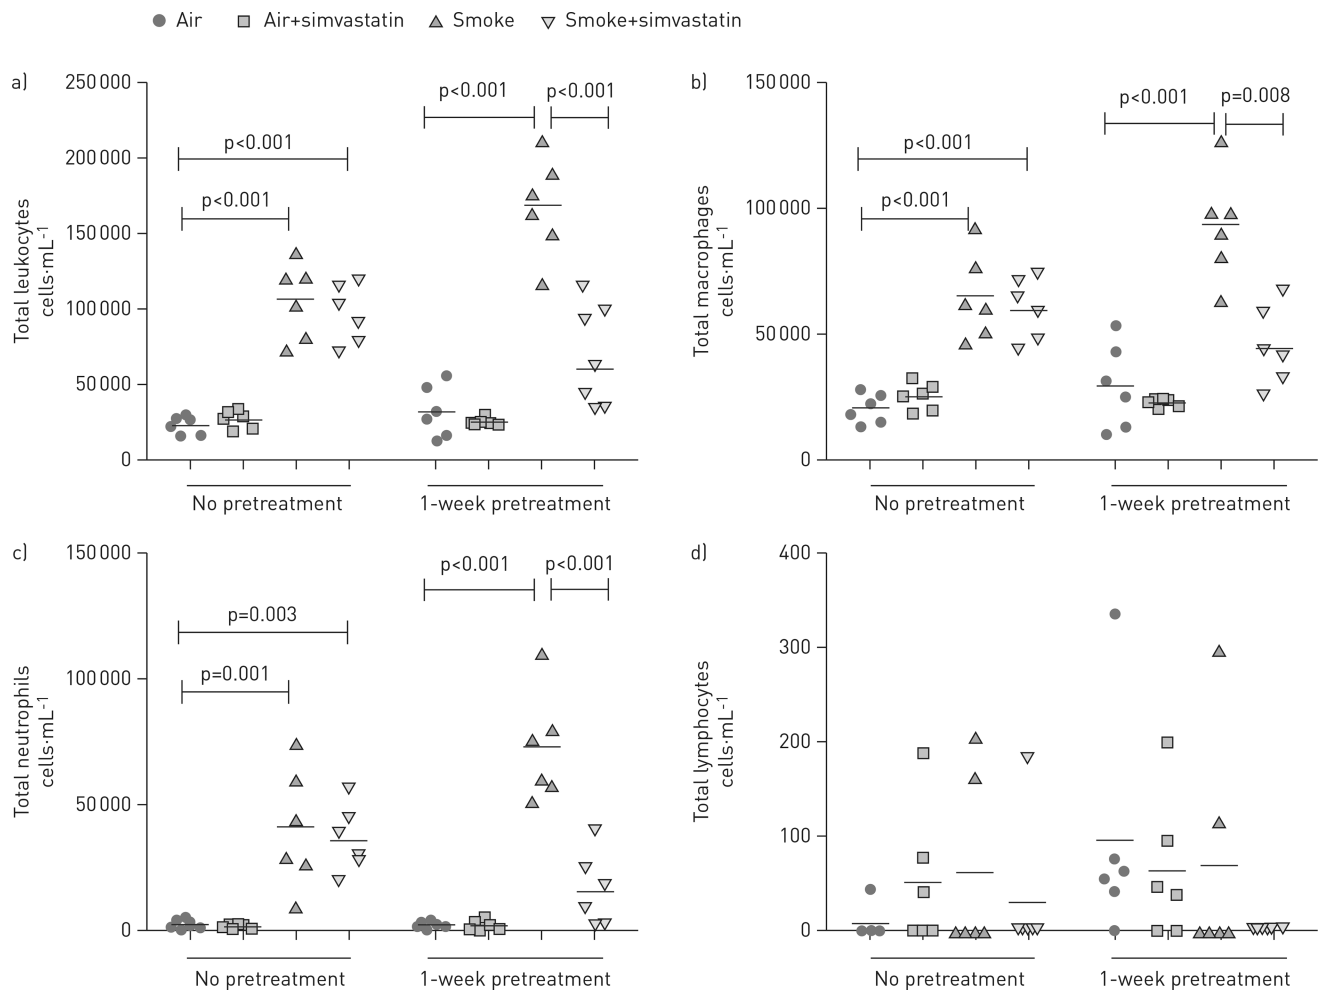 Air Air+simvastatin Smoke Smoke+simvastatin
a)
Total leukocytes
cells·mL-1
250 000
200 000
150 000
100 000
50 000
0
p<0.001
p<0.001
p<0.001
p<0.001
No pretreatment
1-week pretreatment
b)
Total macrophages
cells·mL-1
150 000
100 000
50 000
0
p<0.001
p<0.001
p<0.001
p=0.008
No pretreatment
1-week pretreatment
c)
Total neutrophils
cells·mL-1
150 000
100 000
50 000
0
p=0.003
p=0.001
p<0.001
p<0.001
No pretreatment
1-week pretreatment
d)
Total lymphocytes
cells·mL-1
400
300
200
100
0
No pretreatment
1-week pretreatment